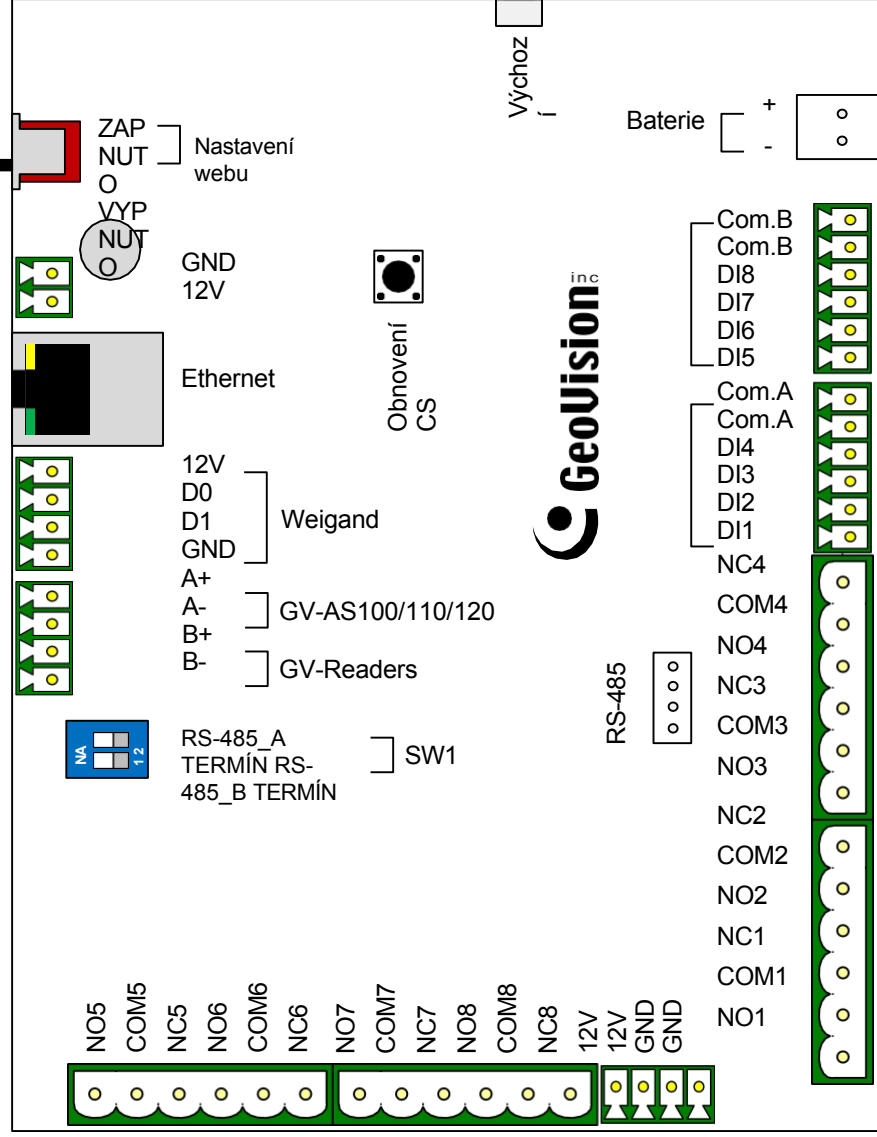 Výchoz
í
ZAP
NUT
O
VYP
NUT
O
Nastavení
webu
Baterie
+
-
GND
12V
Obnovení
CS
GeoVision
inc
Com.B
Com.B
DI8
DI7
DI6
DI5
Ethernet
Com.A
Com.A
DI4
DI3
DI2
DI1
12V
D0
D1
GND
Weigand
A+
A-
B+
B-
GV-AS100/110/120
GV-Readers
NC4
COM4
NO4
NC3
COM3
NO3
NC2
COM2
NO2
NC1
COM1
NO1
RS-485
NA
1 2
RS-485_A
TERMÍN RS-
485_B TERMÍN
SW1
NO5
COM5
NC5
NO6
COM6
NC6
NO7
COM7
NC7
NO8
COM8
NC8
12V
12V
GND
GND